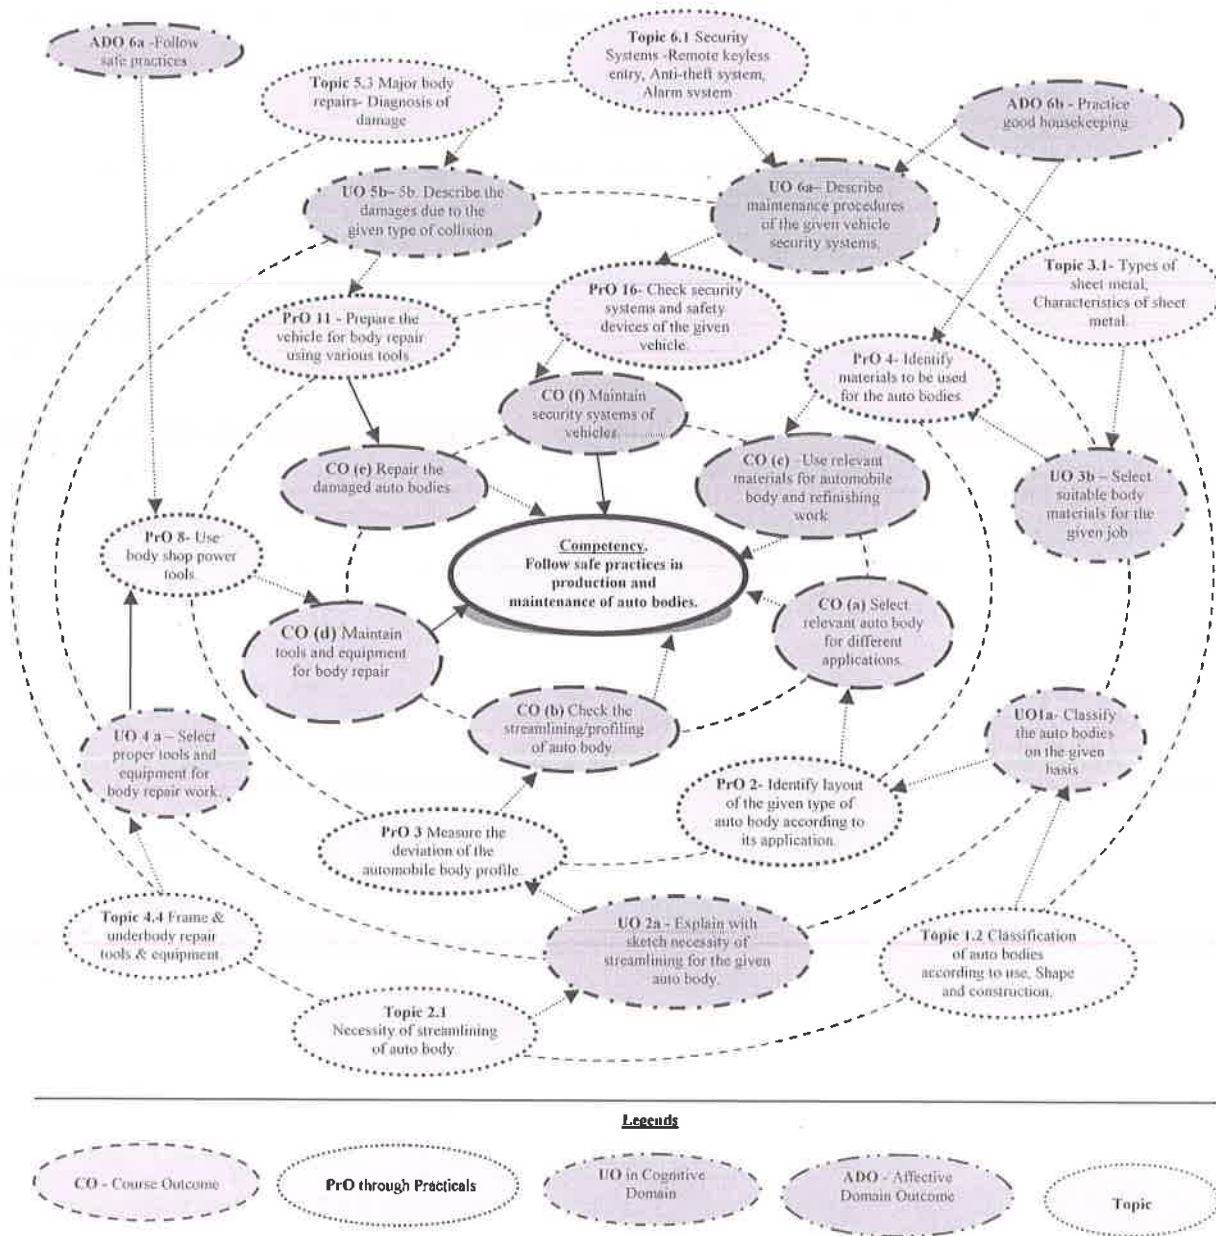 ADO 6a -Follow
safe practices
Topic 5.3 Major body
repairs- Diagnosis of
damage
Topic 6.1 Security
Systems -Remote keyless
entry, Anti-theft system,
Alarm system
ADO 6b - Practice
good housekeeping.
UO 5b– 5b. Describe the
damages due to the
given type of collision
UO 6a– Describe
maintenance procedures
of the given vehicle
security systems.
Topic 3.1- Types of
sheet metal,
Characteristics of sheet
metal.
PrO 11 - Prepare the
vehicle for body repair
using various tools
PrO 16- Check security
systems and safety
devices of the given
vehicle.
PrO 4- Identify
materials to be used
for the auto bodies.
CO (f) Maintain
security systems of
vehicles.
CO (e) Repair the
damaged auto bodies.
CO (c) –Use relevant
materials for automobile
body and refinishing
work
UO 3b – Select
suitable body
materials for the
given job
PrO 8- Use
body shop power
tools.
Competency.
Follow safe practices in
production and
maintenance of auto bodies.
CO (a) Select
relevant auto body
for different
applications.
CO (d) Maintain
tools and equipment
for body repair
CO (b) Check the
streamlining/profiling
of auto body.
UO 4 a – Select
proper tools and
equipment for
body repair work.
UO1a- Classify
the auto bodies
on the given
basis
PrO 2- Identify layout
of the given type of
auto body according to
its application.
PrO 3 Measure the
deviation of the
automobile body profile.
Topic 4.4 Frame &
underbody repair
tools & equipment
UO 2a - Explain with
sketch necessity of
streamlining for the given
auto body.
Topic 1.2 Classification
of auto bodies
according to use, Shape
and construction.
Topic 2.1
Necessity of streamlining
of auto body
Legends
CO - Course Outcome
PrO through Practicals
UO in Cognitive
Domain
ADO - Affective
Domain Outcome
Topic